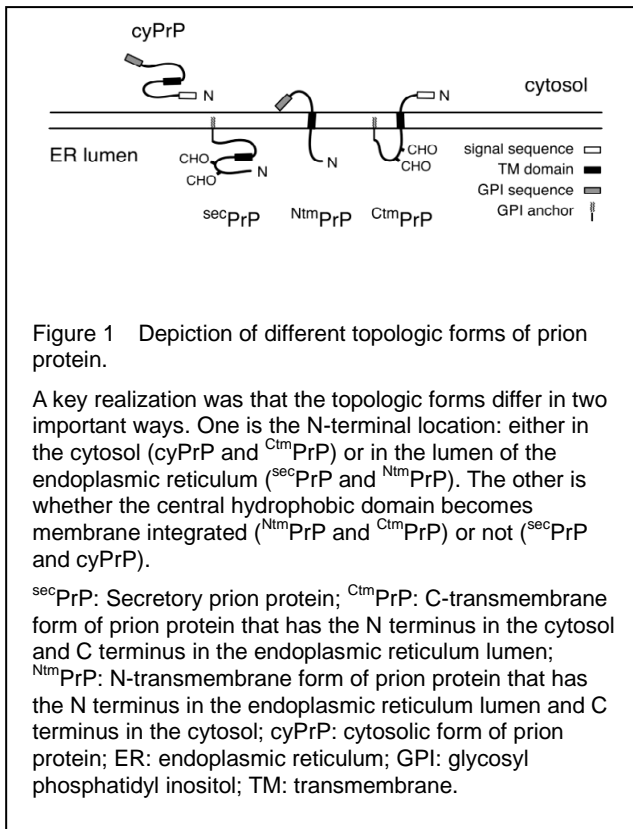 cyPrP
N
cytosol
N
N
ER lumen
CHO
CHO
N
CHO
CHO
signal sequence
TM domain
GPI sequence
GPI anchor
secPrP NtmPrP CtmPrP
Figure 1 Depiction of different topologic forms of prion
protein.
A key realization was that the topologic forms differ in two
important ways. One is the N-terminal location: either in
the cytosol (cyPrP and CtmPrP) or in the lumen of the
endoplasmic reticulum (secPrP and NtmPrP). The other is
whether the central hydrophobic domain becomes
membrane integrated (NtmPrP and CtmPrP) or not (secPrP
and cyPrP).
secPrP: Secretory prion protein; CtmPrP: C-transmembrane
form of prion protein that has the N terminus in the cytosol
and C terminus in the endoplasmic reticulum lumen;
NtmPrP: N-transmembrane form of prion protein that has
the N terminus in the endoplasmic reticulum lumen and C
terminus in the cytosol; cyPrP: cytosolic form of prion
protein; ER: endoplasmic reticulum; GPI: glycosyl
phosphatidyl inositol; TM: transmembrane.